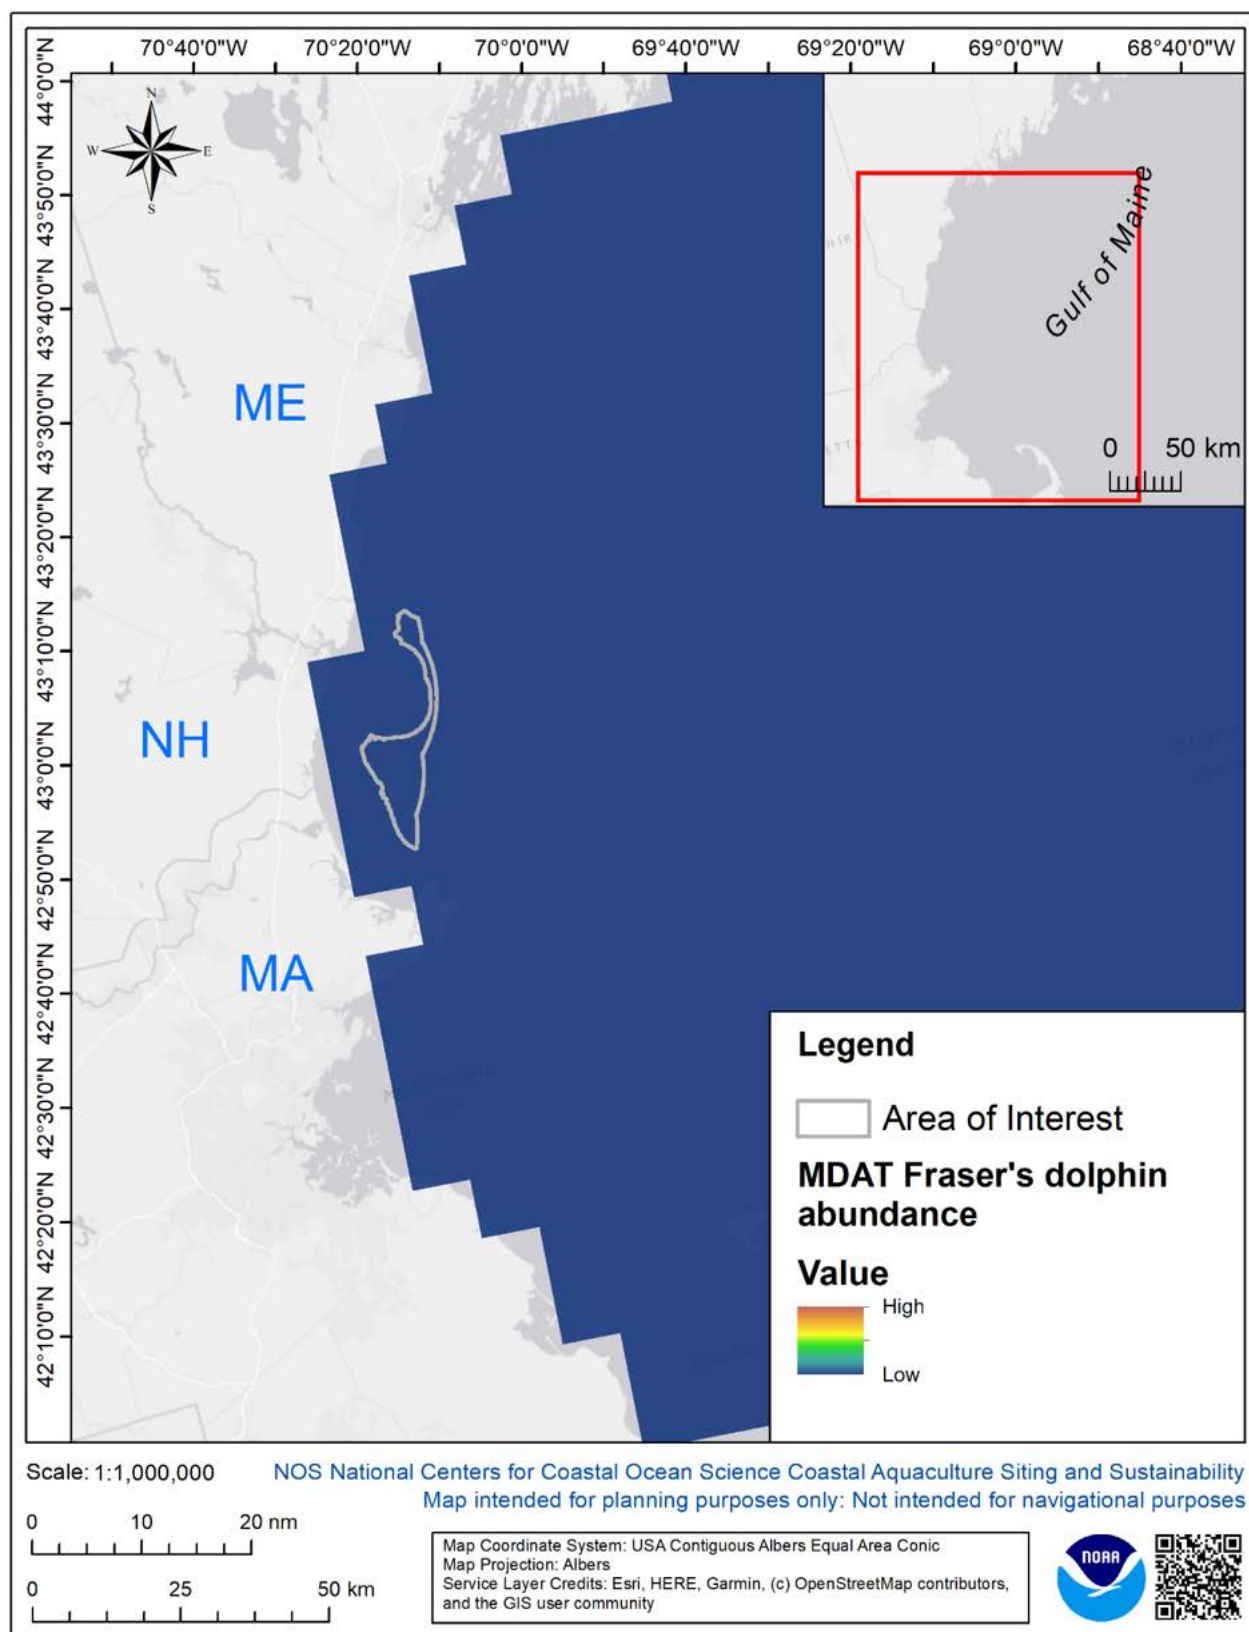 70°40'0"W 70°20'0"W 70°0'0"W 69°40'0"W 69°20'0"W 69°0'0"W 68°40'0"W
44°0'0"N
43°50'0"N
43°40'0"N
43°30'0"N
43°20'0"N
43°10'0"N
43°0'0"N
42°50'0"N
42°40'0"N
42°30'0"N
42°20'0"N
42°10'0"N
N
W E
S
ME
NH
MA
Gulf of Maine
0 50 km
Legend
Area of Interest
MDAT Fraser's dolphin
abundance
Value
High
Low
Scale: 1:1,000,000
NOS National Centers for Coastal Ocean Science Coastal Aquaculture Siting and Sustainability
Map intended for planning purposes only: Not intended for navigational purposes
0 10 20 nm
0 25 50 km
Map Coordinate System: USA Contiguous Albers Equal Area Conic
Map Projection: Albers
Service Layer Credits: Esri, HERE, Garmin, (c) OpenStreetMap contributors,
and the GIS user community
NOAA